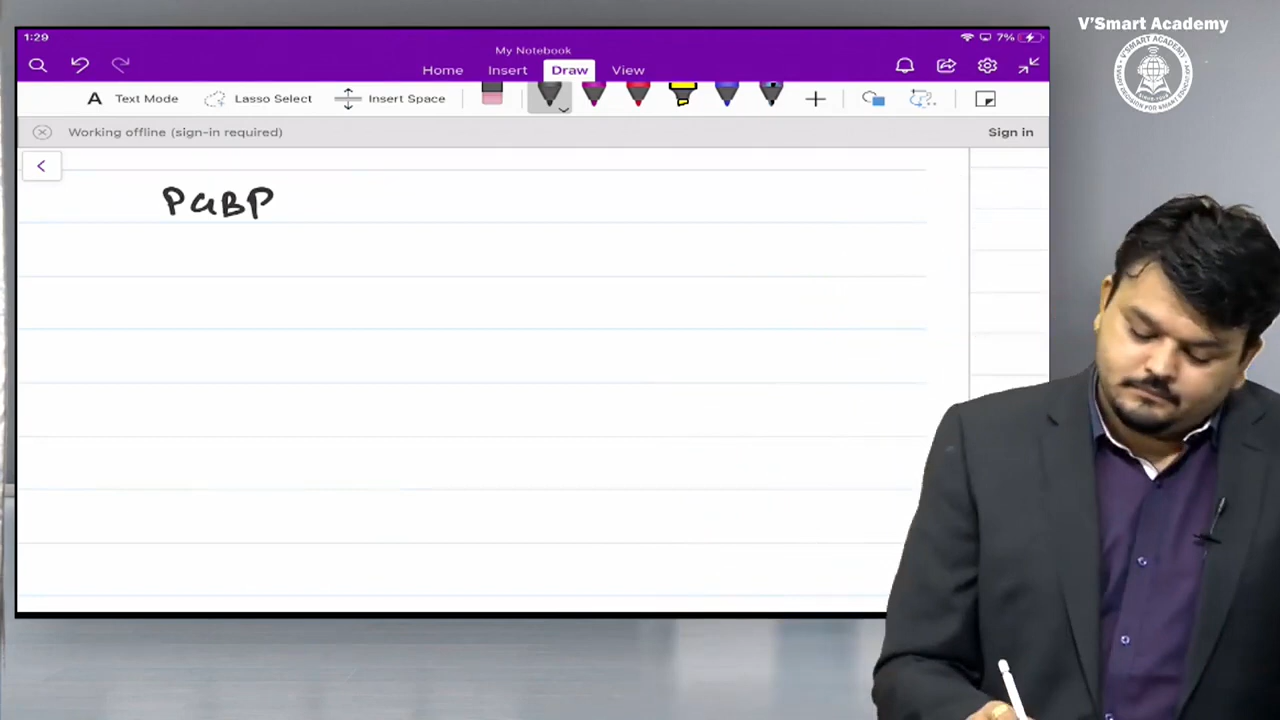 V'Smart Academy
1:29
7%
My Notebook
Home Insert Draw View
A Text Mode Lasso Select Insert Space
Working offline (sign-in required) Sign in
PGBP